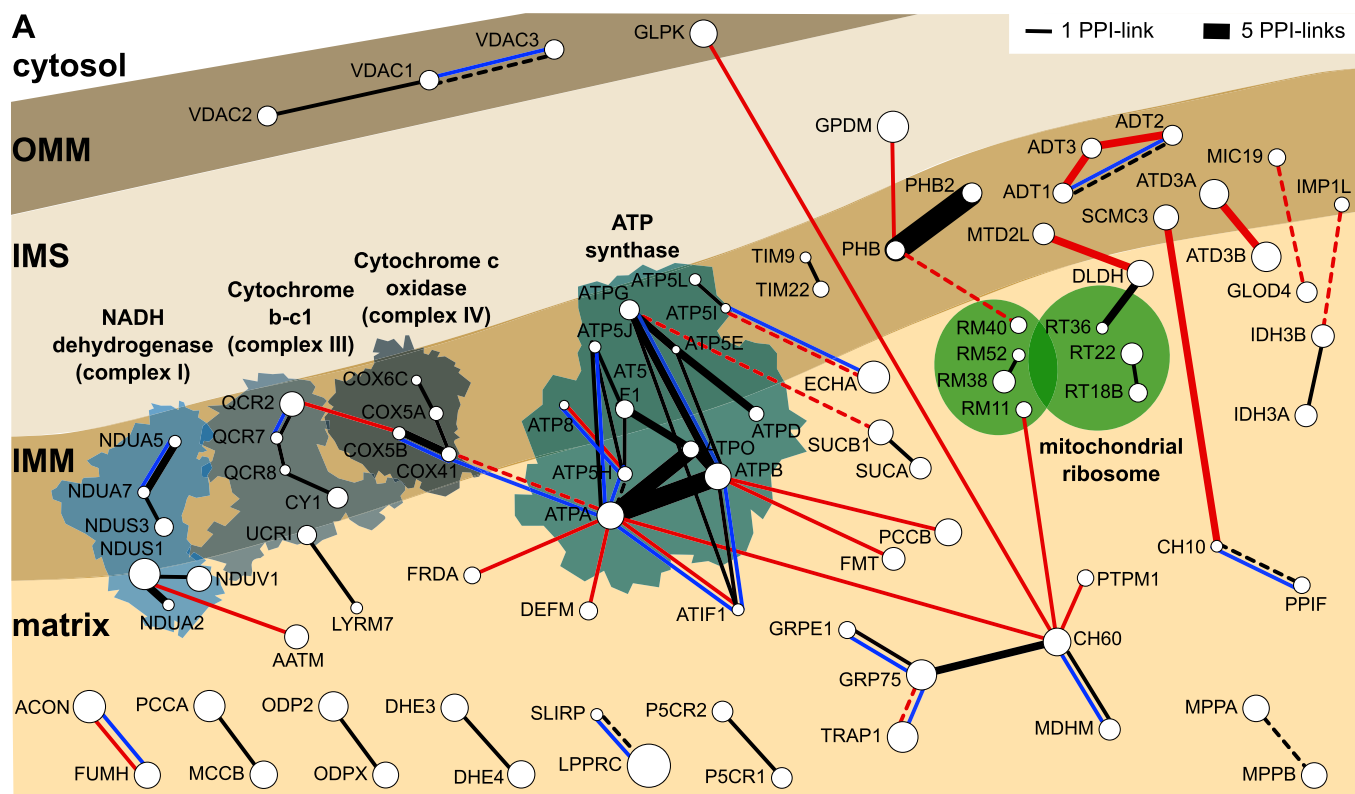 A
cytosol
OMM
IMS
IMM
matrix
1 PPI-link
5 PPI-links
VDAC3
VDAC1
VDAC2
GLPK
GPDM
PHB2
PHB
ADT2
ADT3
ADT1
MIC19
ATD3A
IMP1L
SCMC3
MTD2L
ATD3B
DLDH
GLOD4
IDH3B
IDH3A
TIM9
TIM22
ATP
synthase
Cytochrome c
oxidase
(complex IV)
Cytochrome
b-c1
(complex III)
NADH
dehydrogenase
(complex I)
ATP5L
ATPG
ATP5I
ATP5J
ATP5E
AT5
F1
ATP8
ATPD
ATPO
ATP5H
ATPB
ATPA
ECHA
SUCB1
SUCA
RM40
RT36
RM52
RT22
RM38
RT18B
RM11
mitochondrial
ribosome
COX6C
COX5A
COX5B
COX41
QCR2
QCR7
QCR8
CY1
UCRI
LYRM7
NDUA5
NDUA7
NDUS3
NDUS1
NDUV1
NDUA2
AATM
FRDA
DEFM
ATIF1
PCCB
FMT
CH10
PPIF
PTPM1
CH60
GRPE1
GRP75
TRAP1
MDHM
ACON
FUMH
PCCA
MCCB
ODP2
ODPX
DHE3
DHE4
SLIRP
LPPRC
P5CR2
P5CR1
MPPA
MPPB